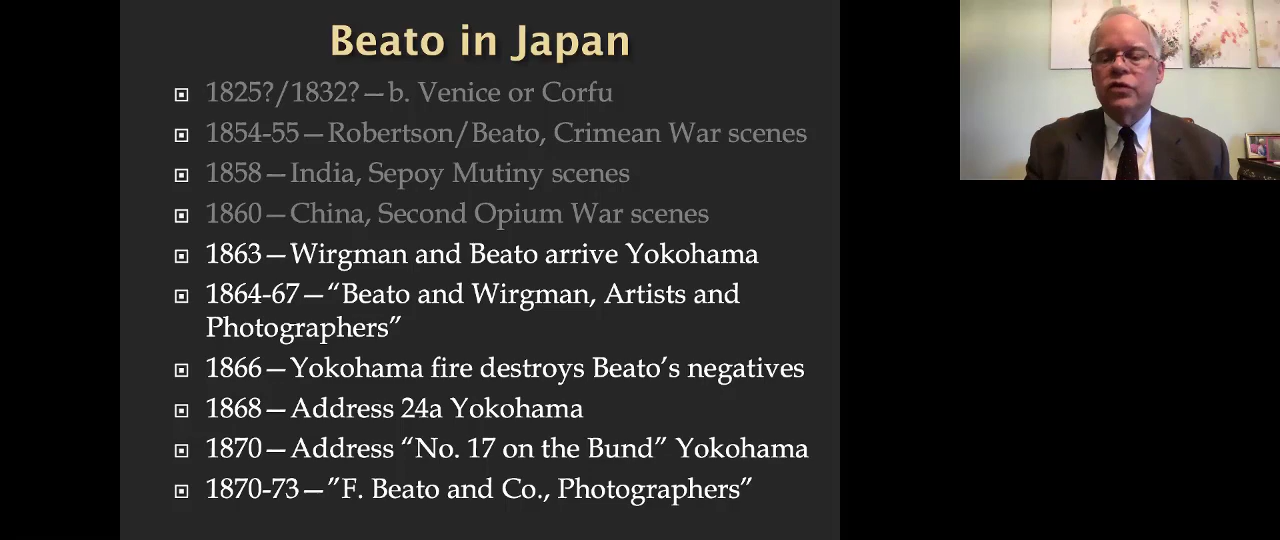 Beato in Japan
1825?/1832?—b. Venice or Corfu
1854-55—Robertson/Beato, Crimean War scenes
1858—India, Sepoy Mutiny scenes
1860—China, Second Opium War scenes
1863—Wirgman and Beato arrive Yokohama
1864-67—“Beato and Wirgman, Artists and
Photographers”
1866—Yokohama fire destroys Beato’s negatives
1868—Address 24a Yokohama
1870—Address “No. 17 on the Bund” Yokohama
1870-73—”F. Beato and Co., Photographers”